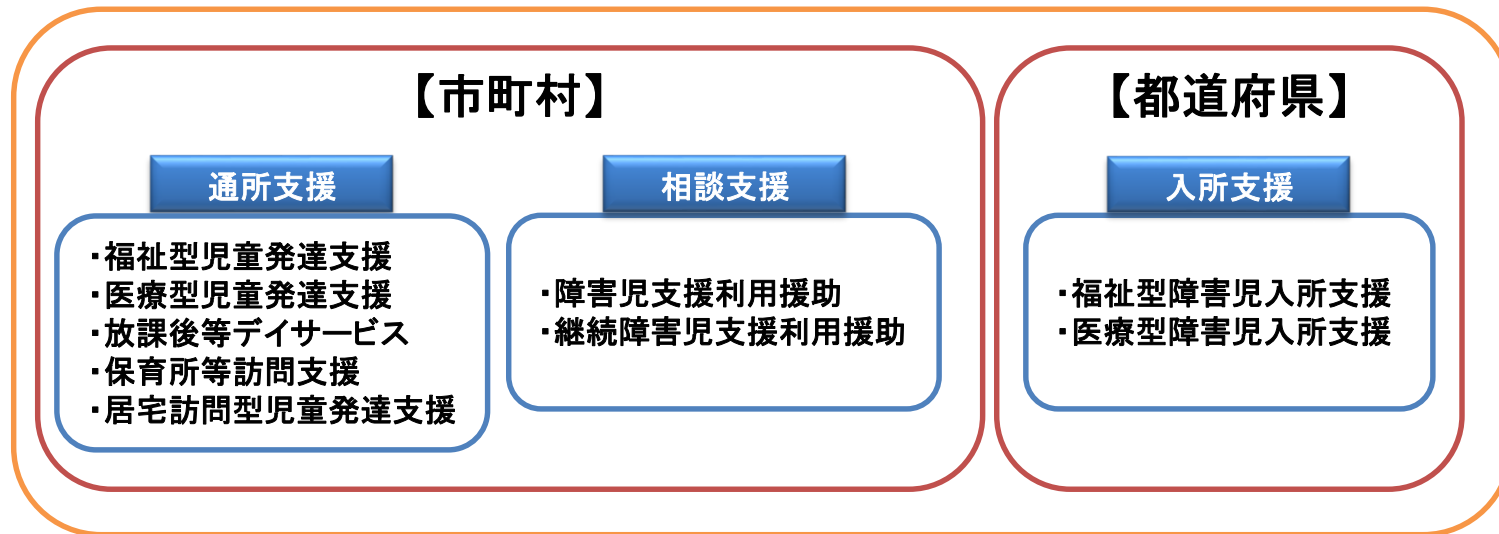 【市町村】
通所支援
・福祉型児童発達支援
・医療型児童発達支援
・放課後等デイサービス
・保育所等訪問支援
・居宅訪問型児童発達支援
相談支援
・障害児支援利用援助
・継続障害児支援利用援助
【都道府県】
入所支援
・福祉型障害児入所支援
・医療型障害児入所支援